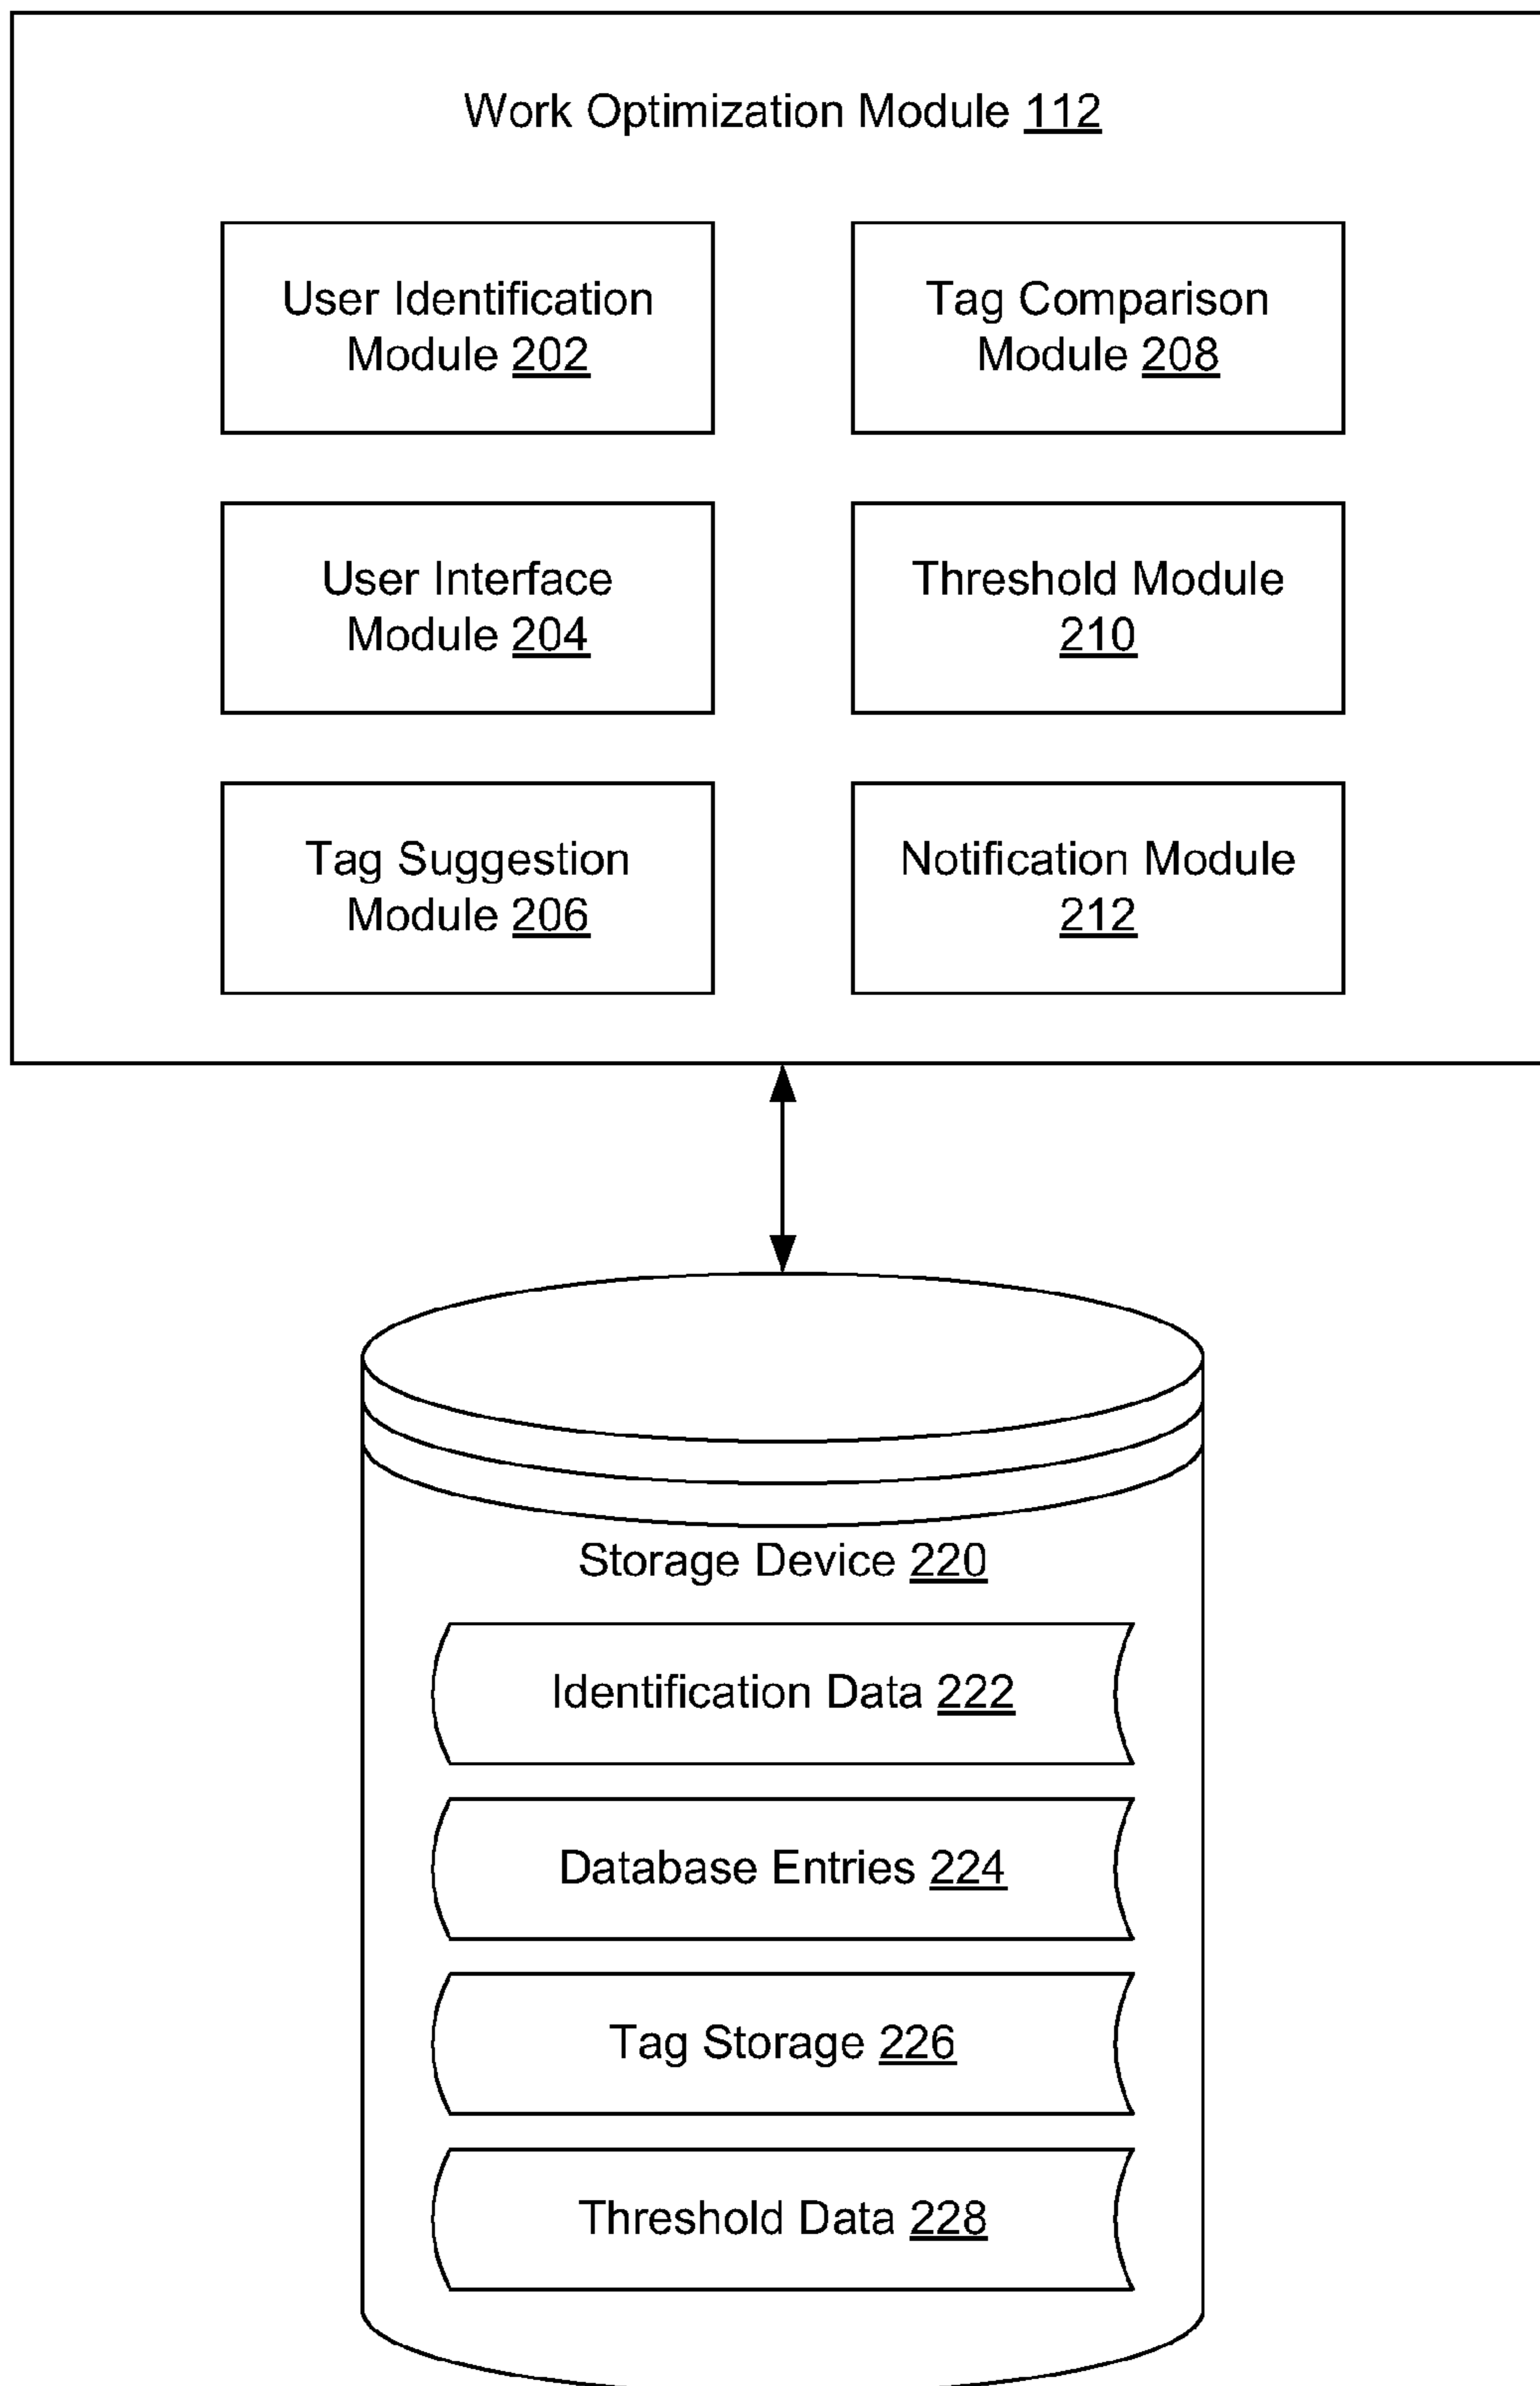 Work Optimization Module 112
User Identification
Module 202
Tag Comparison
Module 208
User Interface
Module 204
Threshold Module
210
Tag Suggestion
Module 206
Notification Module
212
Storage Device 220
Identification Data 222
Database Entries 224
Tag Storage 226
Threshold Data 228